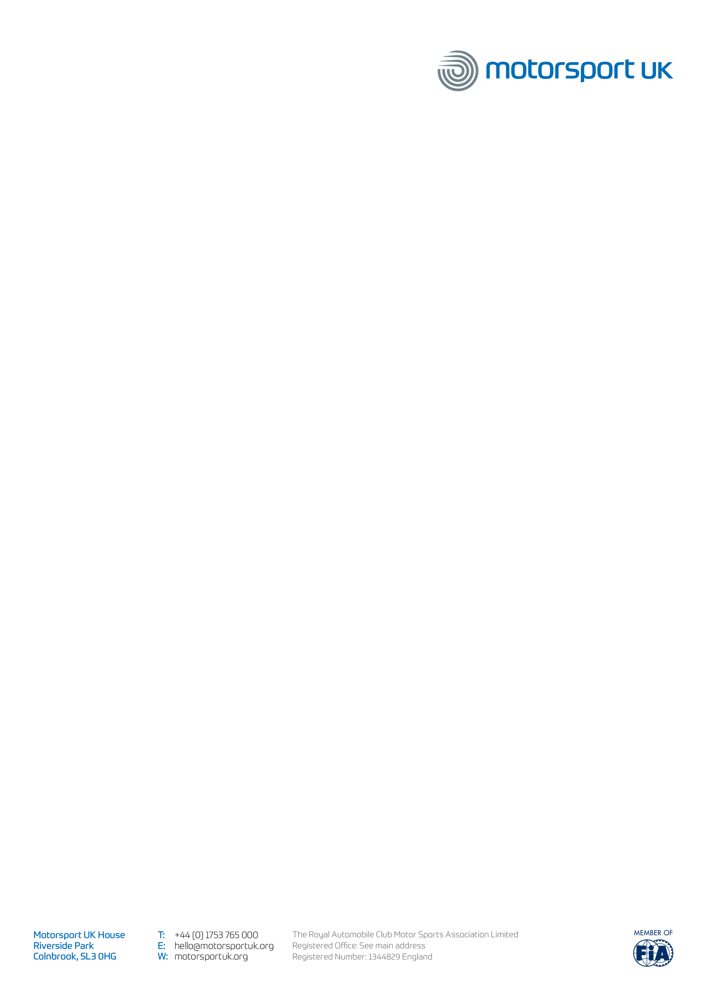 motorsport UK
Motorsport UK House
Riverside Park
Colnbrook, SL3 0HG
T: +44 (0) 1753 765 000
E: hello@motorsportuk.org
W: motorsportuk.org
The Royal Automobile Club Motor Sports Association Limited
Registered Office: See main address
Registered Number: 1344829 England
MEMBER OF
FiA